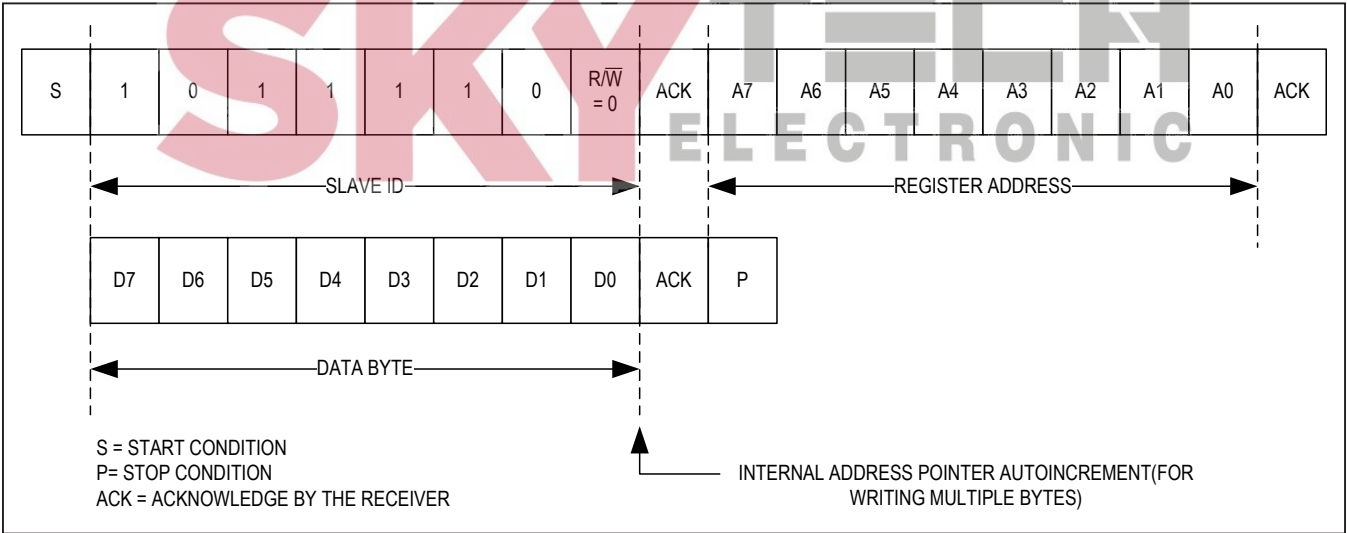 SKYTECH
ELECTRONIC
S 1 0 1 1 1 1 0 R/W̅ = 0 ACK A7 A6 A5 A4 A3 A2 A1 A0 ACK
SLAVE ID REGISTER ADDRESS
D7 D6 D5 D4 D3 D2 D1 D0 ACK P
DATA BYTE
S = START CONDITION
P= STOP CONDITION
ACK = ACKNOWLEDGE BY THE RECEIVER
INTERNAL ADDRESS POINTER AUTOINCREMENT(FOR
WRITING MULTIPLE BYTES)